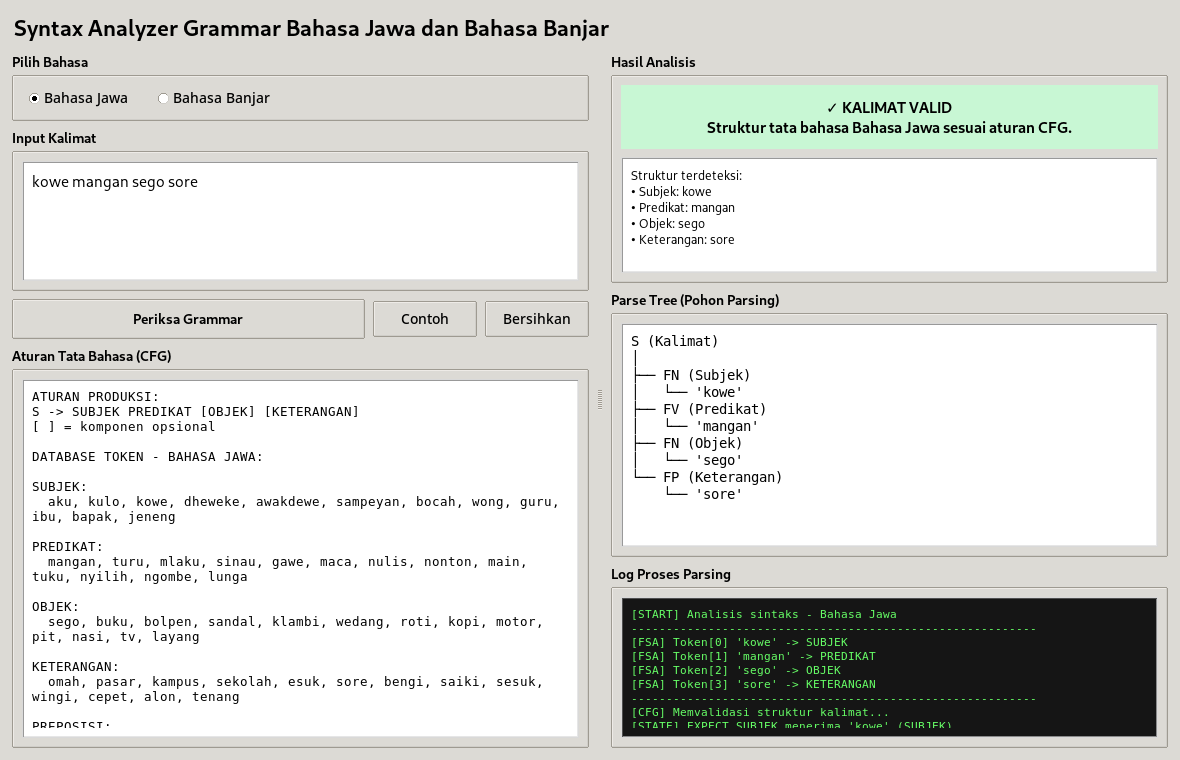 Syntax Analyzer Grammar Bahasa Jawa dan Bahasa Banjar
Pilih Bahasa
Bahasa Jawa
Bahasa Banjar
Input Kalimat
kowe mangan sego sore
Periksa Grammar
Contoh
Bersihkan
Aturan Tata Bahasa (CFG)
ATURAN PRODUKSI:
S -> SUBJEK PREDIKAT [OBJEK] [KETERANGAN]
[ ] = komponen opsional
DATABASE TOKEN - BAHASA JAWA:
SUBJEK:
aku, kulo, kowe, dheweke, awakdewe, sampeyan, bocah, wong, guru,
ibu, bapak, jeneng
PREDIKAT:
mangan, turu, mlaku, sinau, gawe, maca, nulis, nonton, main,
tuku, nyilih, ngombe, lunga
OBJEK:
sego, buku, bolpen, sandal, klambi, wedang, roti, kopi, motor,
pit, nasi, tv, layang
KETERANGAN:
omah, pasar, kampus, sekolah, esuk, sore, bengi, saiki, sesuk,
wingi, cepet, alon, tenang
PREPOSISI:
Hasil Analisis
✓ KALIMAT VALID
Struktur tata bahasa Bahasa Jawa sesuai aturan CFG.
Struktur terdeteksi:
• Subjek: kowe
• Predikat: mangan
• Objek: sego
• Keterangan: sore
Parse Tree (Pohon Parsing)
S (Kalimat)
│
├── FN (Subjek)
│   └── 'kowe'
├── FV (Predikat)
│   └── 'mangan'
├── FN (Objek)
│   └── 'sego'
└── FP (Keterangan)
    └── 'sore'
Log Proses Parsing
[START] Analisis sintaks - Bahasa Jawa
----------------------------------------------------------
[FSA] Token[0] 'kowe' -> SUBJEK
[FSA] Token[1] 'mangan' -> PREDIKAT
[FSA] Token[2] 'sego' -> OBJEK
[FSA] Token[3] 'sore' -> KETERANGAN
----------------------------------------------------------
[CFG] Memvalidasi struktur kalimat...
[STATE] EXPECT_SUBJEK menerima 'kowe' (SUBJEK)